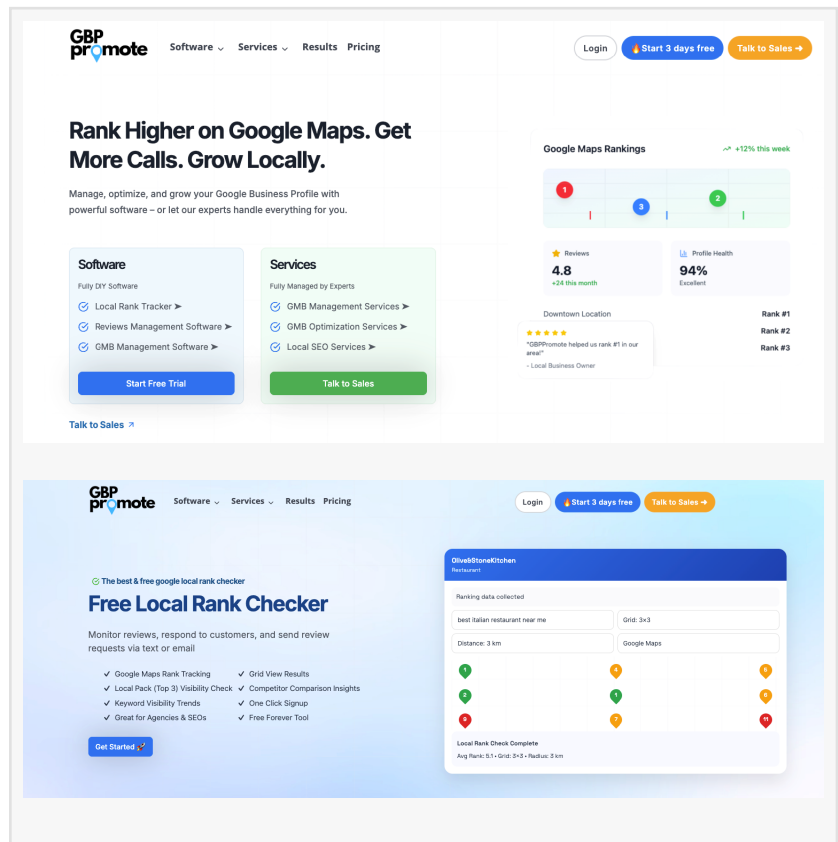 GBP
promote
Software
Services
Results
Pricing
Login
🔥Start 3 days free
Talk to Sales →
Rank Higher on Google Maps. Get
More Calls. Grow Locally.
Manage, optimize, and grow your Google Business Profile with
powerful software – or let our experts handle everything for you.
Software
Fully DIY Software
Local Rank Tracker ➤
Reviews Management Software ➤
GMB Management Software ➤
Start Free Trial
Services
Fully Managed by Experts
GMB Management Services ➤
GMB Optimization Services ➤
Local SEO Services ➤
Talk to Sales
Talk to Sales ↗
Google Maps Rankings
+12% this week
1
3
2
Reviews
4.8
+24 this month
Profile Health
94%
Excellent
Downtown Location
Rank #1
Rank #2
Rank #3
"GBPPromote helped us rank #1 in our
area!"
- Local Business Owner
GBP
promote
Software
Services
Results
Pricing
Login
🔥Start 3 days free
Talk to Sales →
The best & free google local rank checker
Free Local Rank Checker
Monitor reviews, respond to customers, and send review
requests via text or email
✓ Google Maps Rank Tracking
✓ Grid View Results
✓ Local Pack (Top 3) Visibility Check
✓ Competitor Comparison Insights
✓ Keyword Visibility Trends
✓ One Click Signup
✓ Great for Agencies & SEOs
✓ Free Forever Tool
Get Started 🚀
Olive&StoneKitchen
Restaurant
Ranking data collected
best italian restaurant near me
Grid: 3×3
Distance: 3 km
Google Maps
1
4
5
2
1
6
9
7
11
Local Rank Check Complete
Avg Rank: 5.1 • Grid: 3×3 • Radius: 3 km